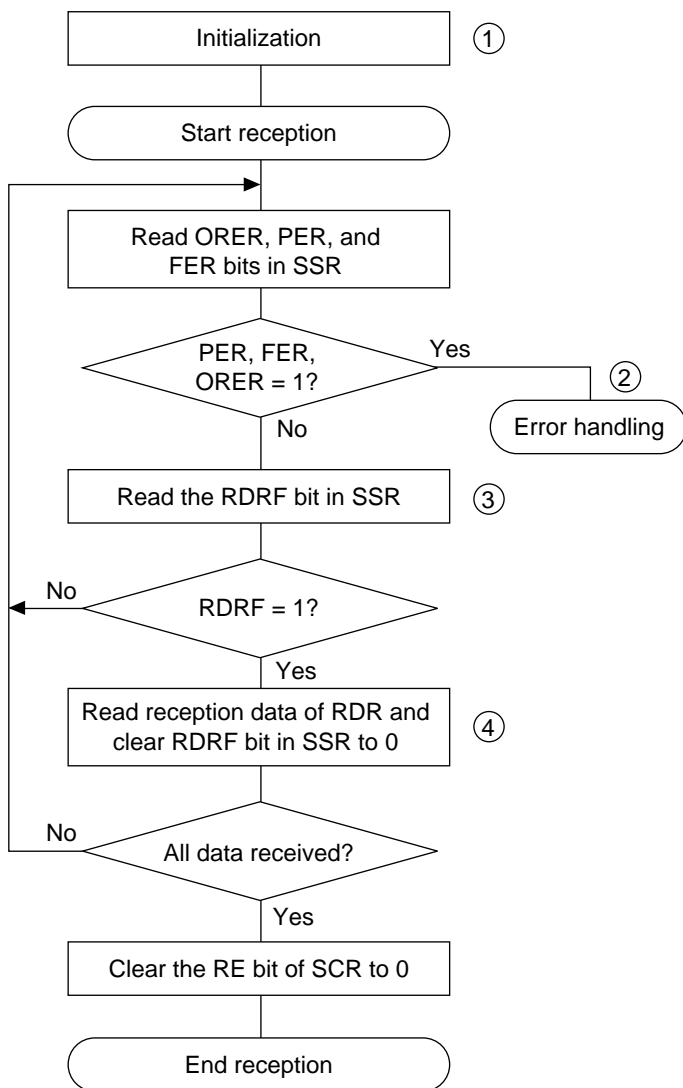 Initialization
①
Start reception
Read ORER, PER, and
FER bits in SSR
PER, FER,
ORER = 1?
Yes
②
Error handling
No
Read the RDRF bit in SSR
③
No
RDRF = 1?
Yes
Read reception data of RDR and
clear RDRF bit in SSR to 0
④
No
All data received?
Yes
Clear the RE bit of SCR to 0
End reception